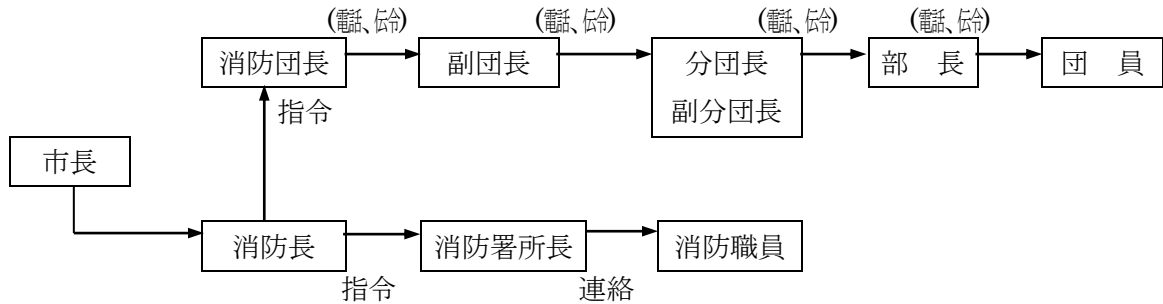 (電話、伝令) (電話、伝令) (電話、伝令) (電話、伝令)
消防団長 副団長 分団長 部　長 団　員
副分団長
指令
市長
消防長 消防署所長 消防職員
指令 連絡